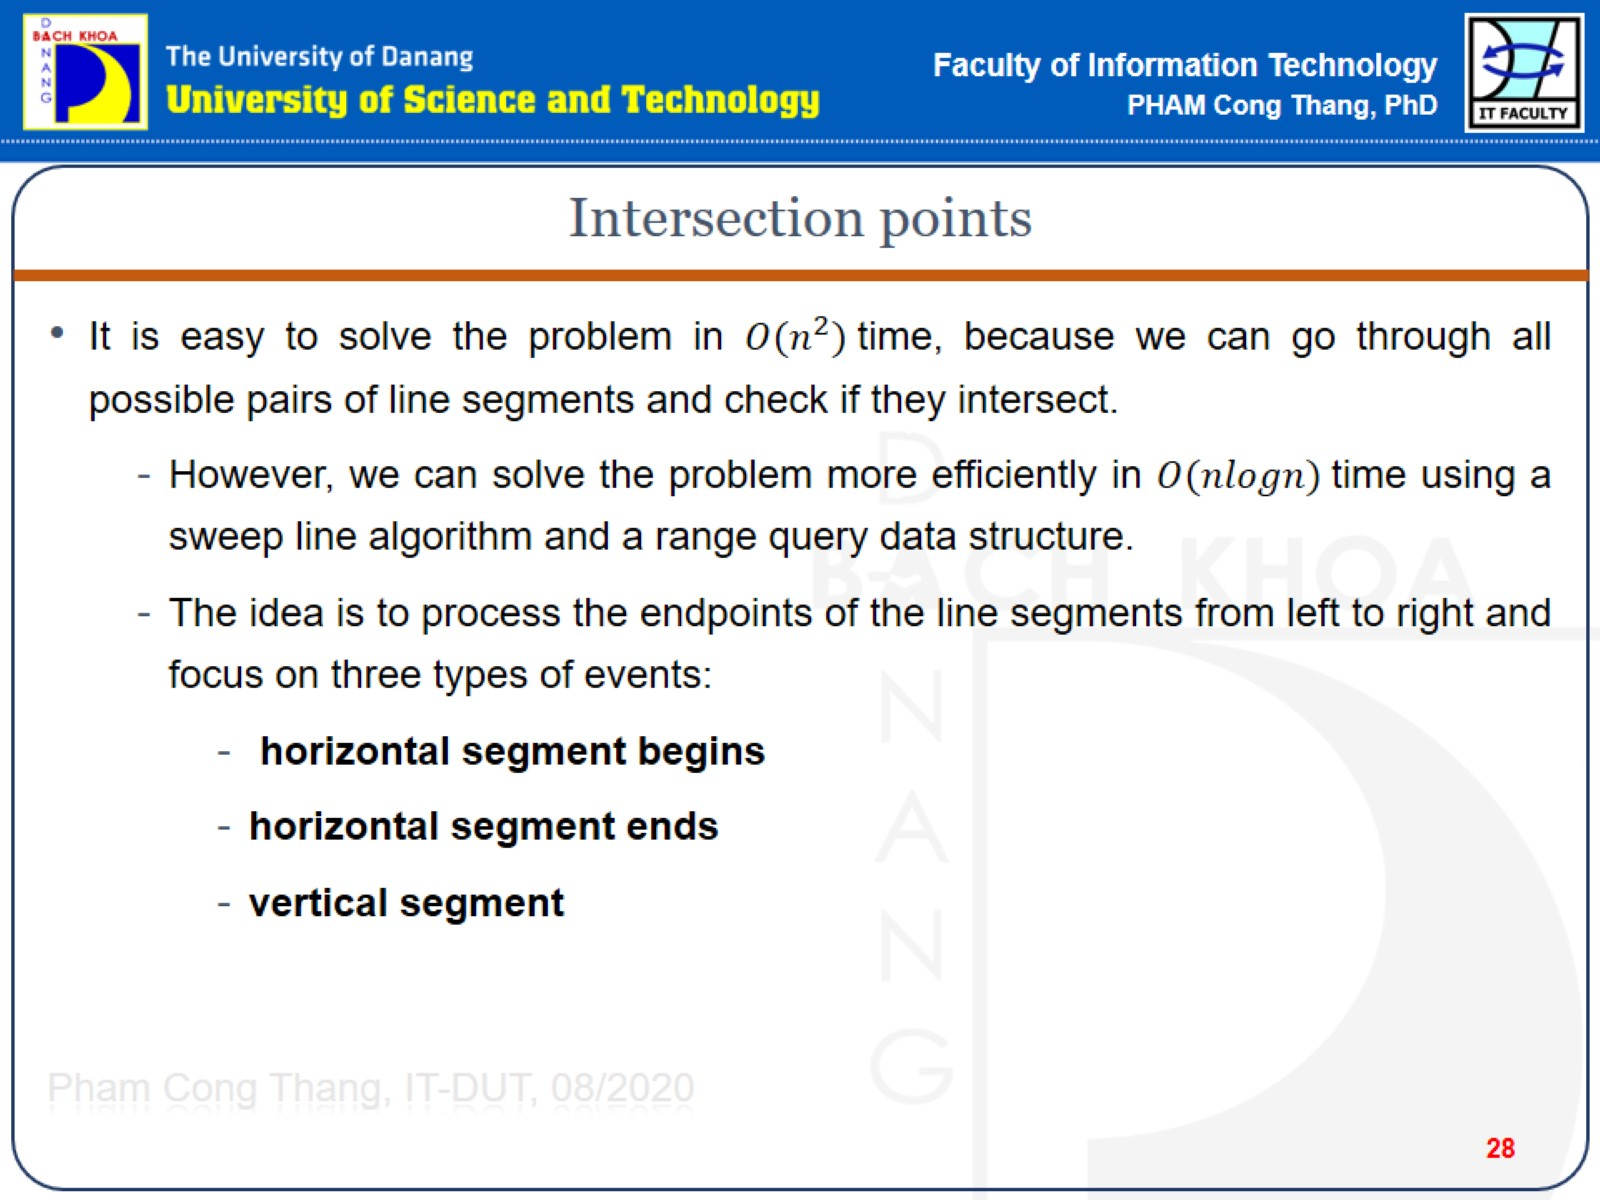 D
BACH KHOA
N
A
N
G
The University of Danang
University of Science and Technology
Faculty of Information Technology
PHAM Cong Thang, PhD
IT FACULTY
Intersection points
• It is easy to solve the problem in O(n²) time, because we can go through all
possible pairs of line segments and check if they intersect.
- However, we can solve the problem more efficiently in O(nlogn) time using a
sweep line algorithm and a range query data structure.
- The idea is to process the endpoints of the line segments from left to right and
focus on three types of events:
- horizontal segment begins
- horizontal segment ends
- vertical segment
D
BACH KHOA
N
A
N
G
Pham Cong Thang, IT-DUT, 08/2020
28